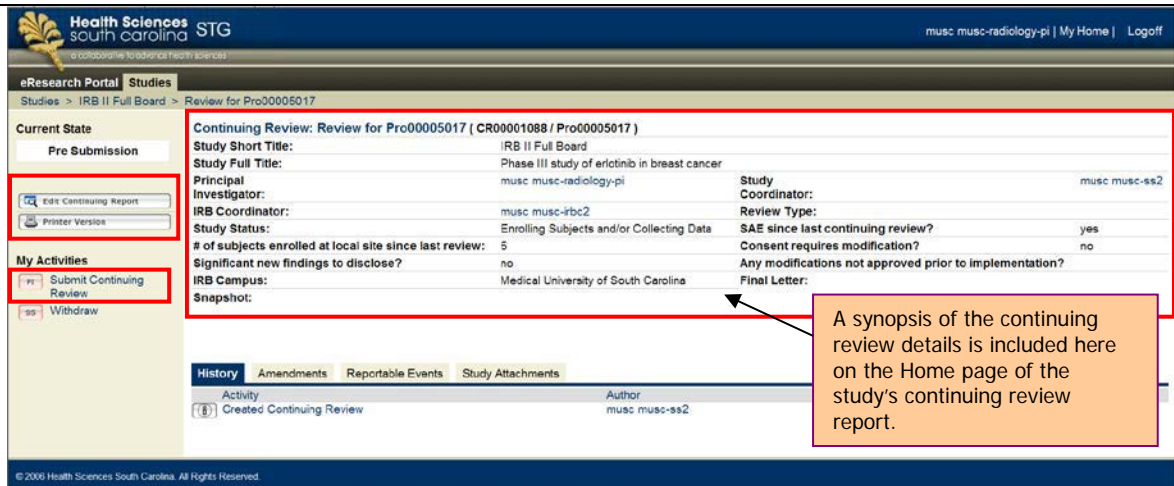 Health Sciences
south carolina STG
a collaborative to advance health sciences
musc musc-radiology-pi | My Home | Logoff
eResearch Portal Studies
Studies > IRB II Full Board > Review for Pro00005017
Current State
Pre Submission
Edit Continuing Report
Printer Version
My Activities
PI Submit Continuing
Review
SS Withdraw
Continuing Review: Review for Pro00005017 ( CR00001088 / Pro00005017 )
Study Short Title: IRB II Full Board
Study Full Title: Phase III study of erlotinib in breast cancer
Principal
Investigator: musc musc-radiology-pi Study
Coordinator: musc musc-ss2
IRB Coordinator: musc musc-irbc2 Review Type:
Study Status: Enrolling Subjects and/or Collecting Data SAE since last continuing review? yes
# of subjects enrolled at local site since last review: 5 Consent requires modification? no
Significant new findings to disclose? no Any modifications not approved prior to implementation?
IRB Campus: Medical University of South Carolina Final Letter:
Snapshot:
A synopsis of the continuing
review details is included here
on the Home page of the
study's continuing review
report.
History Amendments Reportable Events Study Attachments
Activity Author
Created Continuing Review musc musc-ss2
© 2006 Health Sciences South Carolina. All Rights Reserved.